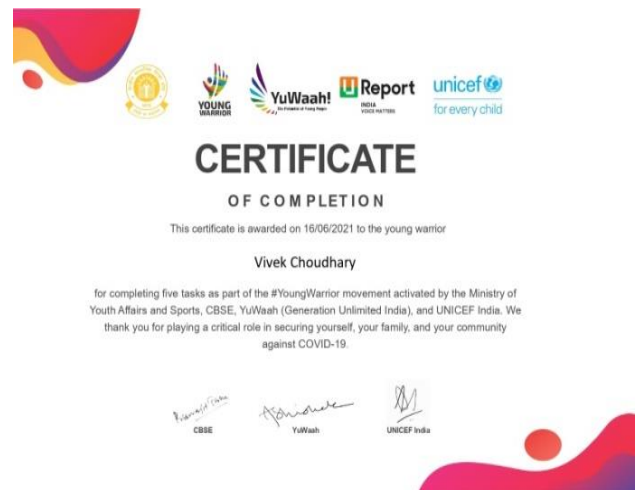 YOUNG
WARRIOR
YuWaah!
U Report
INDIA
VOICE MATTERS
unicef
for every child
CERTIFICATE
OF COMPLETION
This certificate is awarded on 16/06/2021 to the young warrior
Vivek Choudhary
for completing five tasks as part of the #YoungWarrior movement activated by the Ministry of
Youth Affairs and Sports, CBSE, YuWaah (Generation Unlimited India), and UNICEF India. We
thank you for playing a critical role in securing yourself, your family, and your community
against COVID-19.
CBSE
YuWaah
UNICEF India